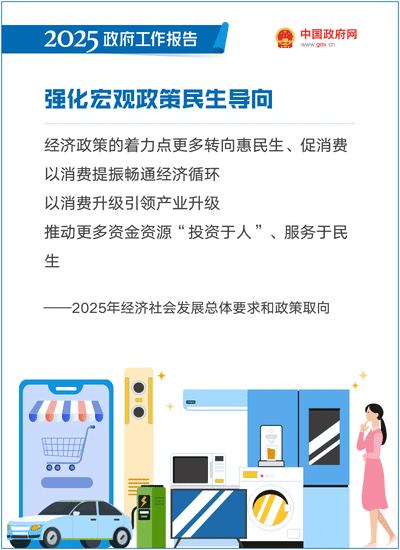 2025政府工作报告
中国政府网
www.gov.cn
强化宏观政策民生导向
经济政策的着力点更多转向惠民生、促消费
以消费提振畅通经济循环
以消费升级引领产业升级
推动更多资金资源“投资于人”、服务于民
生
——2025年经济社会发展总体要求和政策取向